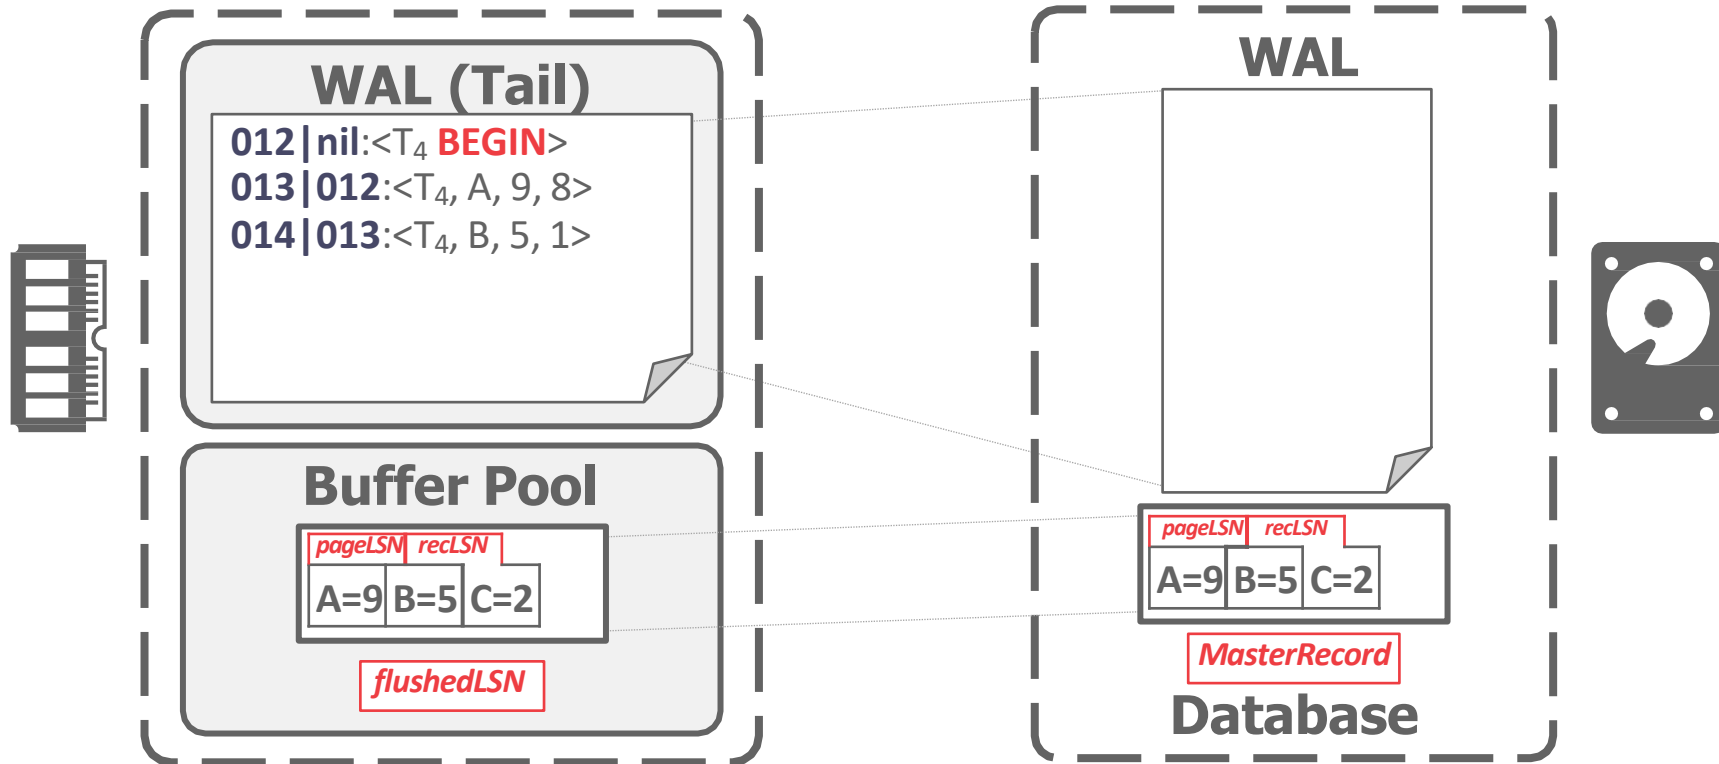 WAL (Tail)
012|nil:<T₄ BEGIN>
013|012:<T₄, A, 9, 8>
014|013:<T₄, B, 5, 1>
Buffer Pool
pageLSN recLSN
A=9 B=5 C=2
flushedLSN
WAL
pageLSN recLSN
A=9 B=5 C=2
MasterRecord
Database